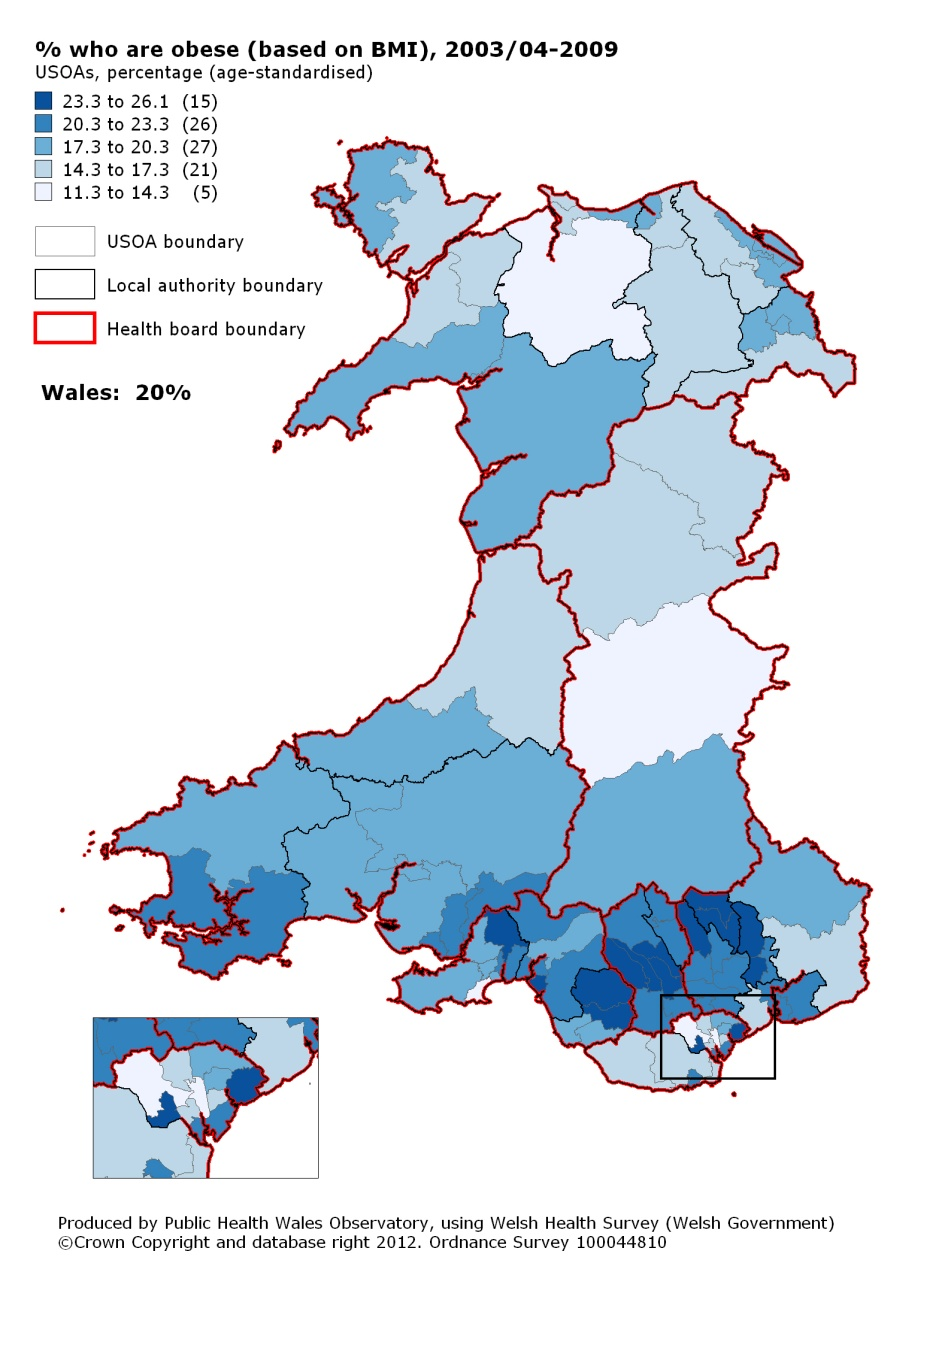 % who are obese (based on BMI), 2003/04-2009
USOAs, percentage (age-standardised)
23.3 to 26.1 (15)
20.3 to 23.3 (26)
17.3 to 20.3 (27)
14.3 to 17.3 (21)
11.3 to 14.3 (5)
USOA boundary
Local authority boundary
Health board boundary
Wales: 20%
Produced by Public Health Wales Observatory, using Welsh Health Survey (Welsh Government)
©Crown Copyright and database right 2012. Ordnance Survey 100044810